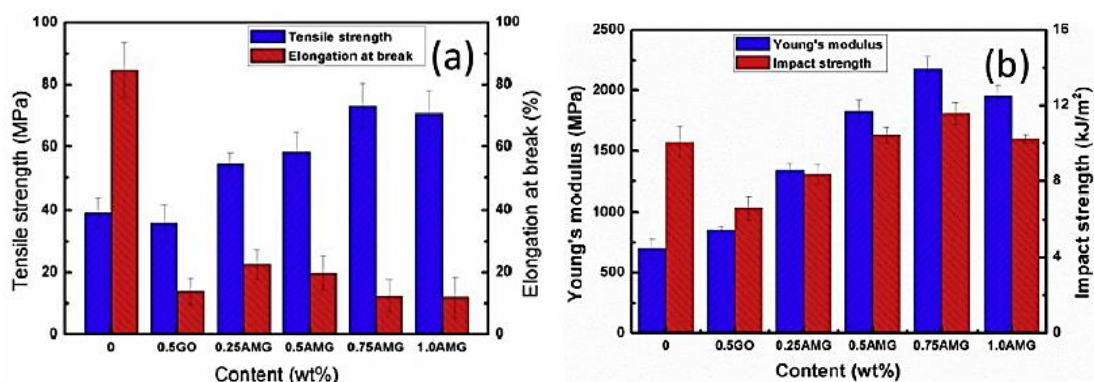 Tensile strength
Elongation at break
(a)
100
80
60
40
20
0
Tensile strength (MPa)
100
80
60
40
20
0
Elongation at break (%)
0 0.5GO 0.25AMG 0.5AMG 0.75AMG 1.0AMG
Content (wt%)
Young's modulus
Impact strength
(b)
2500
2000
1500
1000
500
0
Young's modulus (MPa)
16
12
8
4
0
Impact strength (kJ/m²)
0 0.5GO 0.25AMG 0.5AMG 0.75AMG 1.0AMG
Content (wt%)